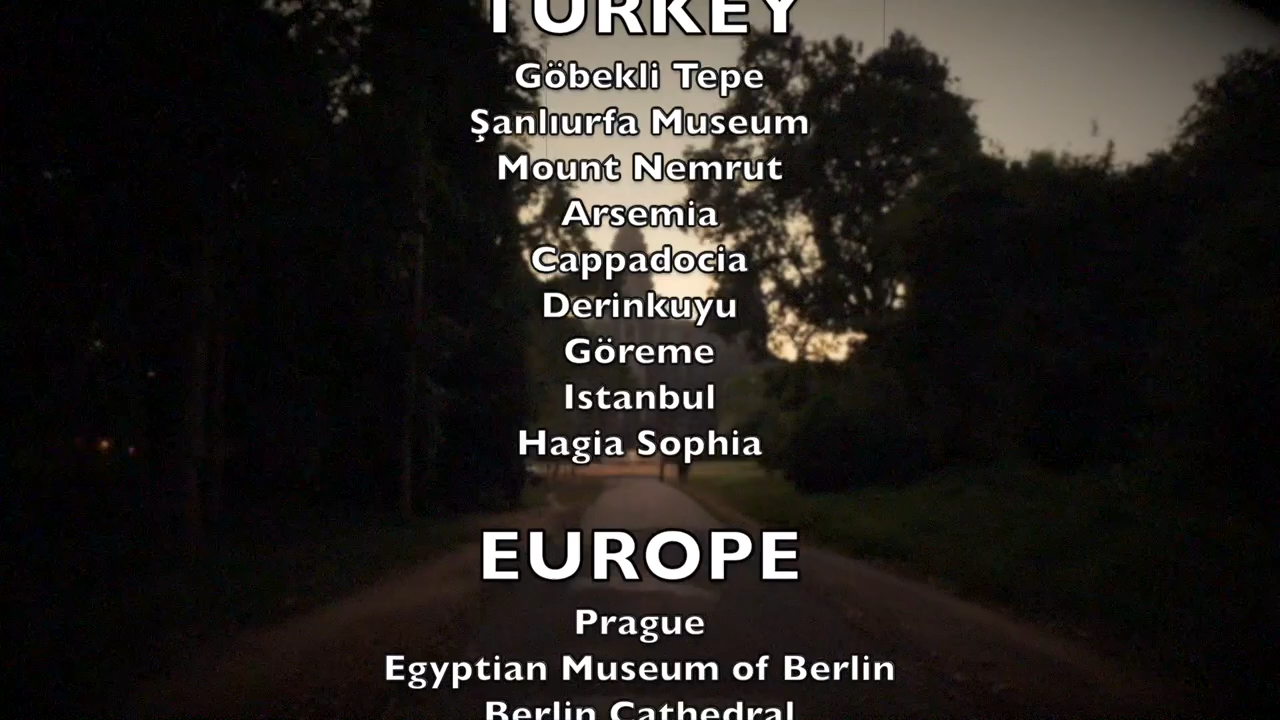 TURKEY
Göbekli Tepe
Şanlıurfa Museum
Mount Nemrut
Arsemia
Cappadocia
Derinkuyu
Göreme
Istanbul
Hagia Sophia
EUROPE
Prague
Egyptian Museum of Berlin
Berlin Cathedral